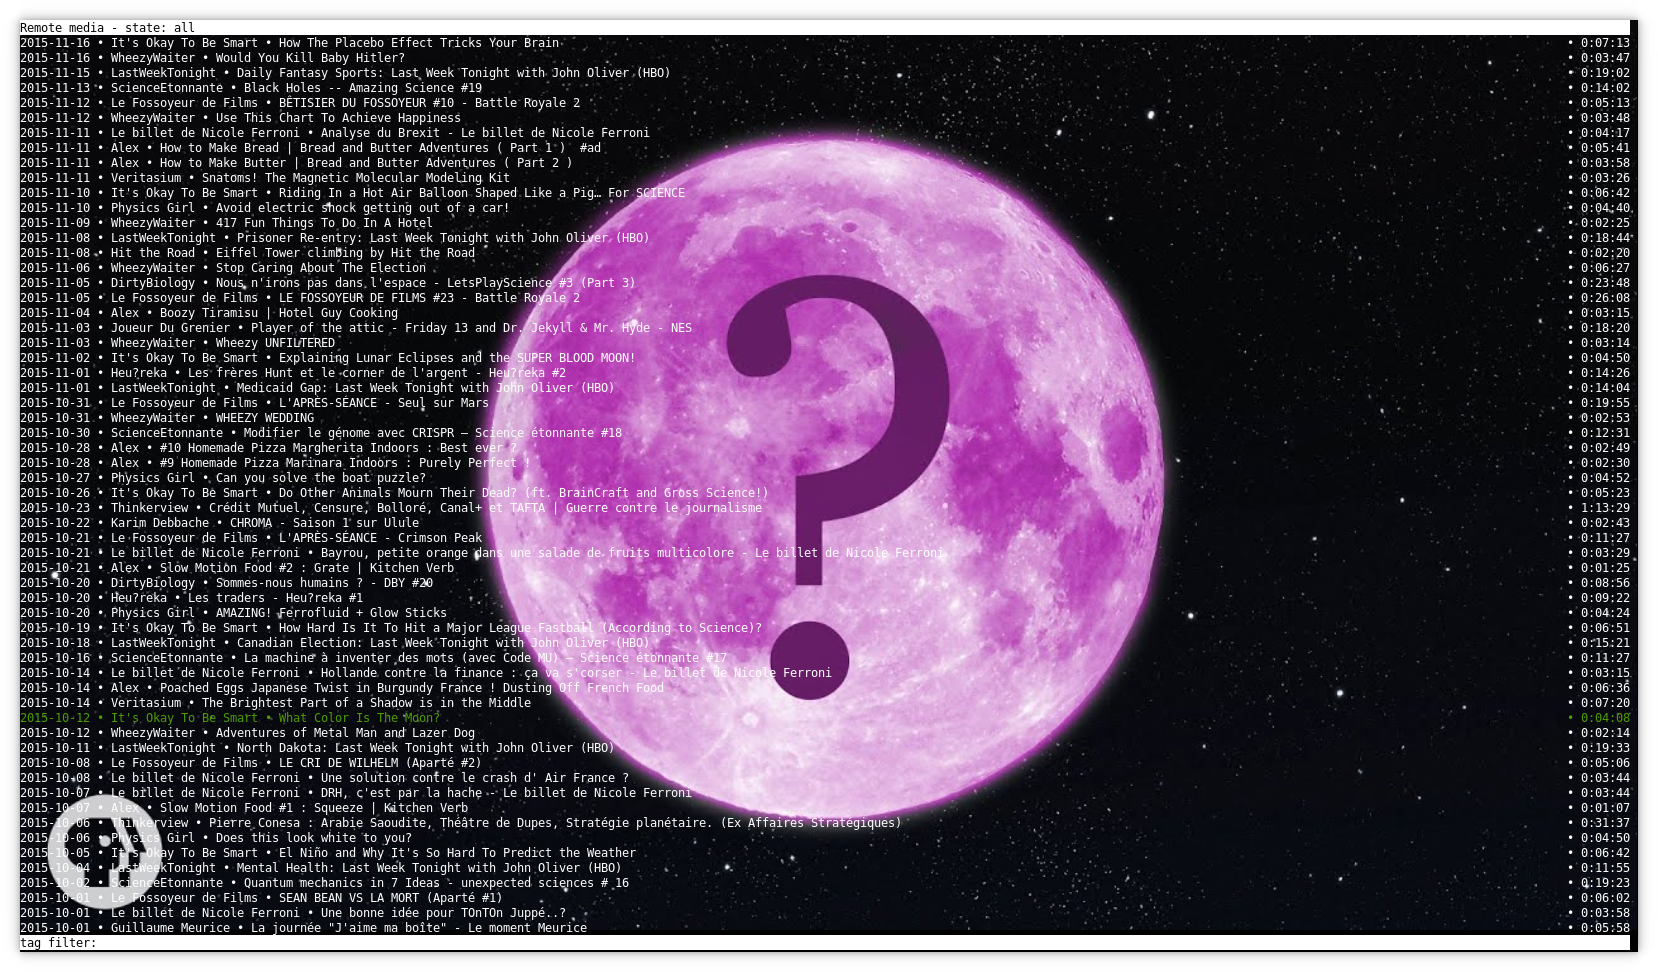 Remote media - state: all
2015-11-16 • It's Okay To Be Smart • How The Placebo Effect Tricks Your Brain • 0:07:13
2015-11-16 • WheezyWaiter • Would You Kill Baby Hitler? • 0:03:47
2015-11-15 • LastWeekTonight • Daily Fantasy Sports: Last Week Tonight with John Oliver (HBO) • 0:19:02
2015-11-13 • ScienceEtonnante • Black Holes -- Amazing Science #19 • 0:14:02
2015-11-12 • Le Fossoyeur de Films • BÊTISIER DU FOSSOYEUR #10 - Battle Royale 2 • 0:05:13
2015-11-12 • WheezyWaiter • Use This Chart To Achieve Happiness • 0:03:48
2015-11-11 • Le billet de Nicole Ferroni • Analyse du Brexit - Le billet de Nicole Ferroni • 0:04:17
2015-11-11 • Alex • How to Make Bread | Bread and Butter Adventures ( Part 1 )  #ad • 0:05:41
2015-11-11 • Alex • How to Make Butter | Bread and Butter Adventures ( Part 2 ) • 0:03:58
2015-11-11 • Veritasium • Snatoms! The Magnetic Molecular Modeling Kit • 0:03:26
2015-11-10 • It's Okay To Be Smart • Riding In a Hot Air Balloon Shaped Like a Pig… For SCIENCE • 0:06:42
2015-11-10 • Physics Girl • Avoid electric shock getting out of a car! • 0:04:40
2015-11-09 • WheezyWaiter • 417 Fun Things To Do In A Hotel • 0:02:25
2015-11-08 • LastWeekTonight • Prisoner Re-entry: Last Week Tonight with John Oliver (HBO) • 0:18:44
2015-11-08 • Hit the Road • Eiffel Tower climbing by Hit the Road • 0:02:20
2015-11-06 • WheezyWaiter • Stop Caring About The Election • 0:06:27
2015-11-05 • DirtyBiology • Nous n'irons pas dans l'espace - LetsPlayScience #3 (Part 3) • 0:23:48
2015-11-05 • Le Fossoyeur de Films • LE FOSSOYEUR DE FILMS #23 - Battle Royale 2 • 0:26:08
2015-11-04 • Alex • Boozy Tiramisu | Hotel Guy Cooking • 0:03:15
2015-11-03 • Joueur Du Grenier • Player of the attic - Friday 13 and Dr. Jekyll & Mr. Hyde - NES • 0:18:20
2015-11-03 • WheezyWaiter • Wheezy UNFILTERED • 0:03:14
2015-11-02 • It's Okay To Be Smart • Explaining Lunar Eclipses and the SUPER BLOOD MOON! • 0:04:50
2015-11-01 • Heu?reka • Les frères Hunt et le corner de l'argent - Heu?reka #2 • 0:14:26
2015-11-01 • LastWeekTonight • Medicaid Gap: Last Week Tonight with John Oliver (HBO) • 0:14:04
2015-10-31 • Le Fossoyeur de Films • L'APRÈS-SÉANCE - Seul sur Mars • 0:19:55
2015-10-31 • WheezyWaiter • WHEEZY WEDDING • 0:02:53
2015-10-30 • ScienceEtonnante • Modifier le génome avec CRISPR — Science étonnante #18 • 0:12:31
2015-10-28 • Alex • #10 Homemade Pizza Margherita Indoors : Best ever ? • 0:02:49
2015-10-28 • Alex • #9 Homemade Pizza Marinara Indoors : Purely Perfect ! • 0:02:30
2015-10-27 • Physics Girl • Can you solve the boat puzzle? • 0:04:52
2015-10-26 • It's Okay To Be Smart • Do Other Animals Mourn Their Dead? (ft. BrainCraft and Gross Science!) • 0:05:23
2015-10-23 • Thinkerview • Crédit Mutuel, Censure, Bolloré, Canal+ et TAFTA | Guerre contre le journalisme • 1:13:29
2015-10-22 • Karim Debbache • CHROMA - Saison 1 sur Ulule • 0:02:43
2015-10-21 • Le Fossoyeur de Films • L'APRÈS-SÉANCE - Crimson Peak • 0:11:27
2015-10-21 • Le billet de Nicole Ferroni • Bayrou, petite orange dans une salade de fruits multicolore - Le billet de Nicole Ferroni • 0:03:29
2015-10-21 • Alex • Slow Motion Food #2 : Grate | Kitchen Verb • 0:01:25
2015-10-20 • DirtyBiology • Sommes-nous humains ? - DBY #20 • 0:08:56
2015-10-20 • Heu?reka • Les traders - Heu?reka #1 • 0:09:22
2015-10-20 • Physics Girl • AMAZING! Ferrofluid + Glow Sticks • 0:04:24
2015-10-19 • It's Okay To Be Smart • How Hard Is It To Hit a Major League Fastball (According to Science)? • 0:06:51
2015-10-18 • LastWeekTonight • Canadian Election: Last Week Tonight with John Oliver (HBO) • 0:15:21
2015-10-16 • ScienceEtonnante • La machine à inventer des mots (avec Code MU) — Science étonnante #17 • 0:11:27
2015-10-14 • Le billet de Nicole Ferroni • Hollande contre la finance : ça va s'corser - Le billet de Nicole Ferroni • 0:03:15
2015-10-14 • Alex • Poached Eggs Japanese Twist in Burgundy France ! Dusting Off French Food • 0:06:36
2015-10-14 • Veritasium • The Brightest Part of a Shadow is in the Middle • 0:07:20
2015-10-12 • It's Okay To Be Smart • What Color Is The Moon? • 0:04:08
2015-10-12 • WheezyWaiter • Adventures of Metal Man and Lazer Dog • 0:02:14
2015-10-11 • LastWeekTonight • North Dakota: Last Week Tonight with John Oliver (HBO) • 0:19:33
2015-10-08 • Le Fossoyeur de Films • LE CRI DE WILHELM (Aparté #2) • 0:05:06
2015-10-08 • Le billet de Nicole Ferroni • Une solution contre le crash d' Air France ? • 0:03:44
2015-10-07 • Le billet de Nicole Ferroni • DRH, c'est par la hache - Le billet de Nicole Ferroni • 0:03:44
2015-10-07 • Alex • Slow Motion Food #1 : Squeeze | Kitchen Verb • 0:01:07
2015-10-06 • Thinkerview • Pierre Conesa : Arabie Saoudite, Théâtre de Dupes, Stratégie planétaire. (Ex Affaires Stratégiques) • 0:31:37
2015-10-06 • Physics Girl • Does this look white to you? • 0:04:50
2015-10-05 • It's Okay To Be Smart • El Niño and Why It's So Hard To Predict the Weather • 0:06:42
2015-10-04 • LastWeekTonight • Mental Health: Last Week Tonight with John Oliver (HBO) • 0:11:55
2015-10-02 • ScienceEtonnante • Quantum mechanics in 7 Ideas - unexpected sciences # 16 • 0:19:23
2015-10-01 • Le Fossoyeur de Films • SEAN BEAN VS LA MORT (Aparté #1) • 0:06:02
2015-10-01 • Le billet de Nicole Ferroni • Une bonne idée pour TOnTOn Juppé..? • 0:03:58
2015-10-01 • Guillaume Meurice • La journée "J'aime ma boîte" - Le moment Meurice • 0:05:58
tag filter:
?